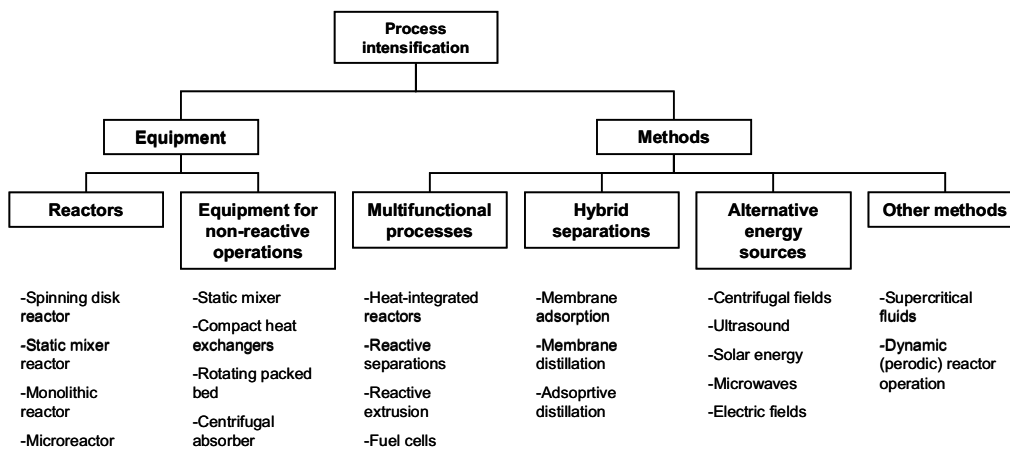 Process
intensification
Equipment
Methods
Reactors
Equipment for
non-reactive
operations
Multifunctional
processes
Hybrid
separations
Alternative
energy
sources
Other methods
-Spinning disk
reactor
-Static mixer
reactor
-Monolithic
reactor
-Microreactor
-Static mixer
-Compact heat
exchangers
-Rotating packed
bed
-Centrifugal
absorber
-Heat-integrated
reactors
-Reactive
separations
-Reactive
extrusion
-Fuel cells
-Membrane
adsorption
-Membrane
distillation
-Adsoprtive
distillation
-Centrifugal fields
-Ultrasound
-Solar energy
-Microwaves
-Electric fields
-Supercritical
fluids
-Dynamic
(perodic) reactor
operation